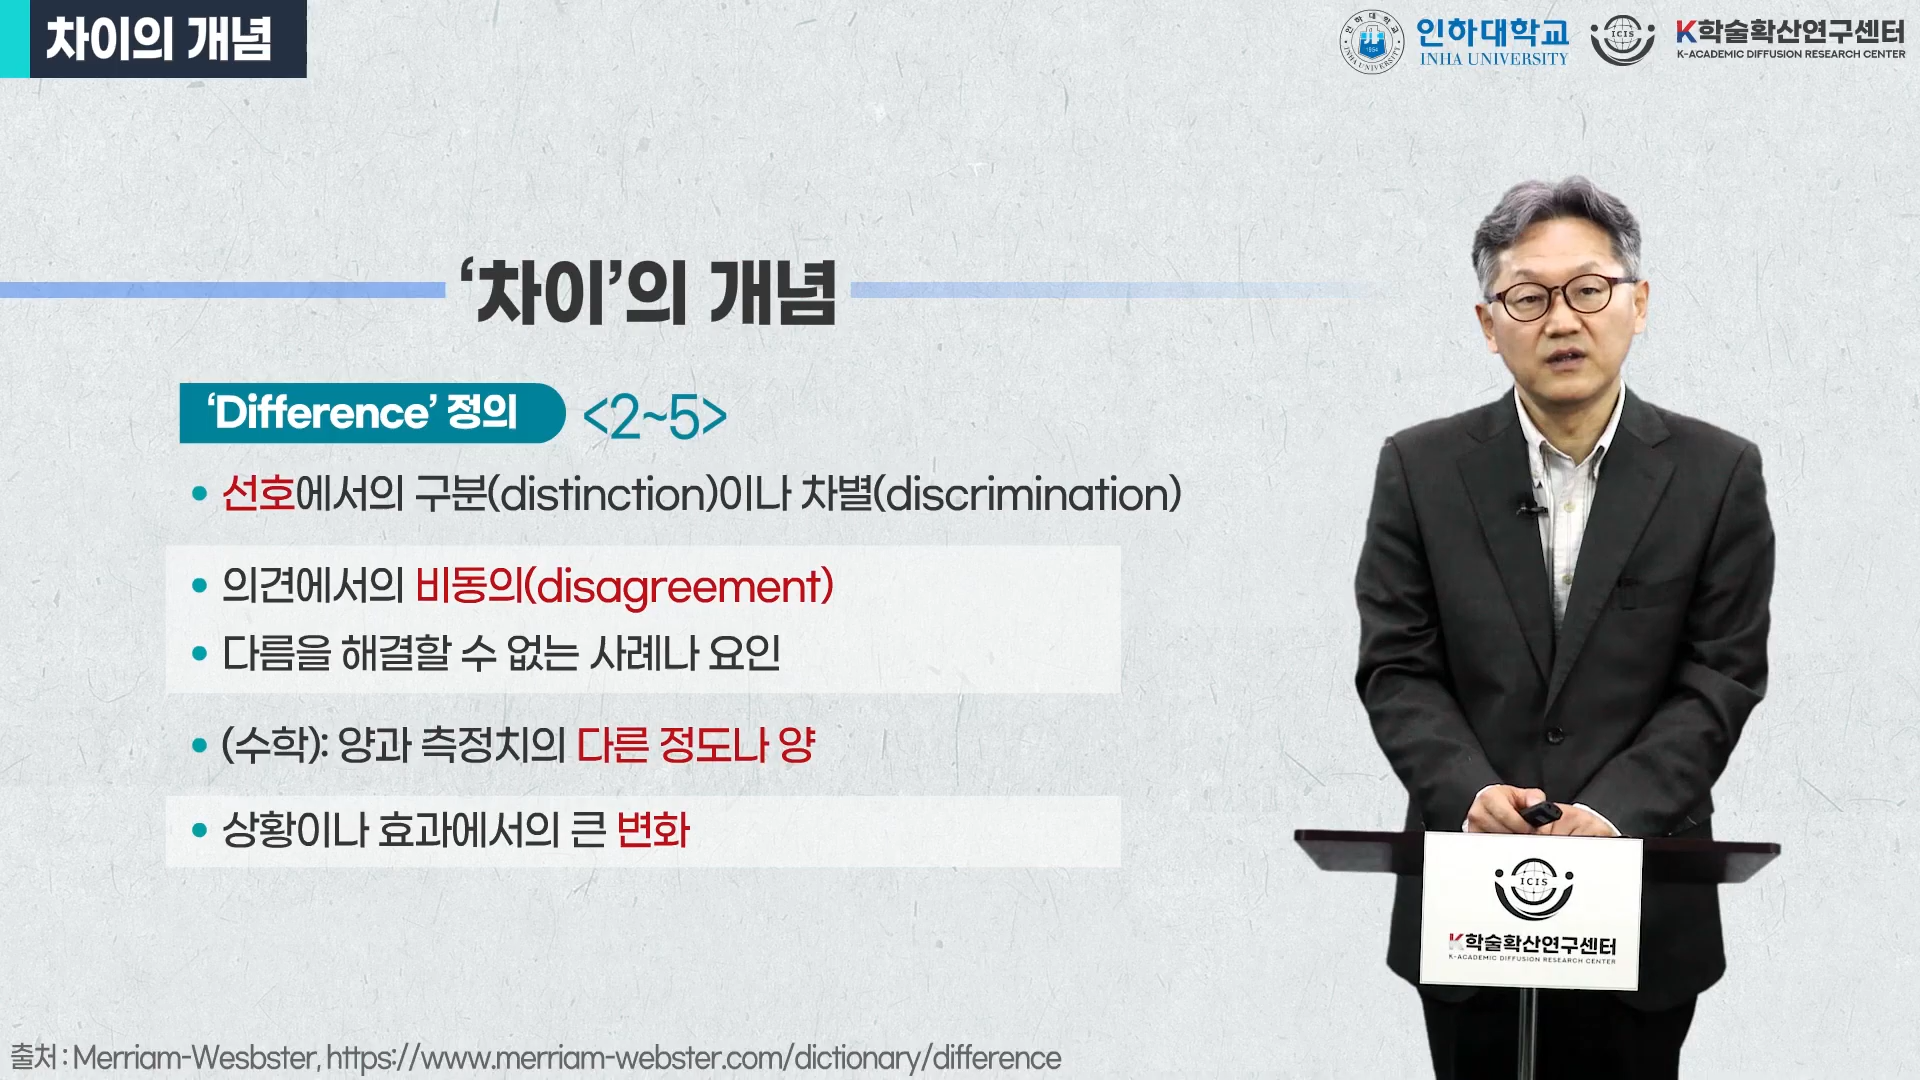 차이의 개념
인하대학교
INHA UNIVERSITY
ICIS
K학술확산연구센터
K-ACADEMIC DIFFUSION RESEARCH CENTER
‘차이’의 개념
‘Difference’ 정의 <2~5>
• 선호에서의 구분(distinction)이나 차별(discrimination)
• 의견에서의 비동의(disagreement)
• 다름을 해결할 수 없는 사례나 요인
• (수학): 양과 측정치의 다른 정도나 양
• 상황이나 효과에서의 큰 변화
ICIS
K학술확산연구센터
K-ACADEMIC DIFFUSION RESEARCH CENTER
출처 : Merriam-Wesbster, https://www.merriam-webster.com/dictionary/difference